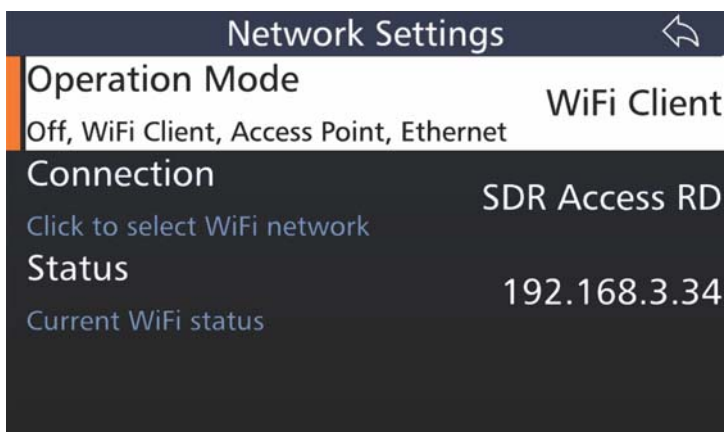 Network Settings
Operation Mode
WiFi Client
Off, WiFi Client, Access Point, Ethernet
Connection
SDR Access RD
Click to select WiFi network
Status
192.168.3.34
Current WiFi status